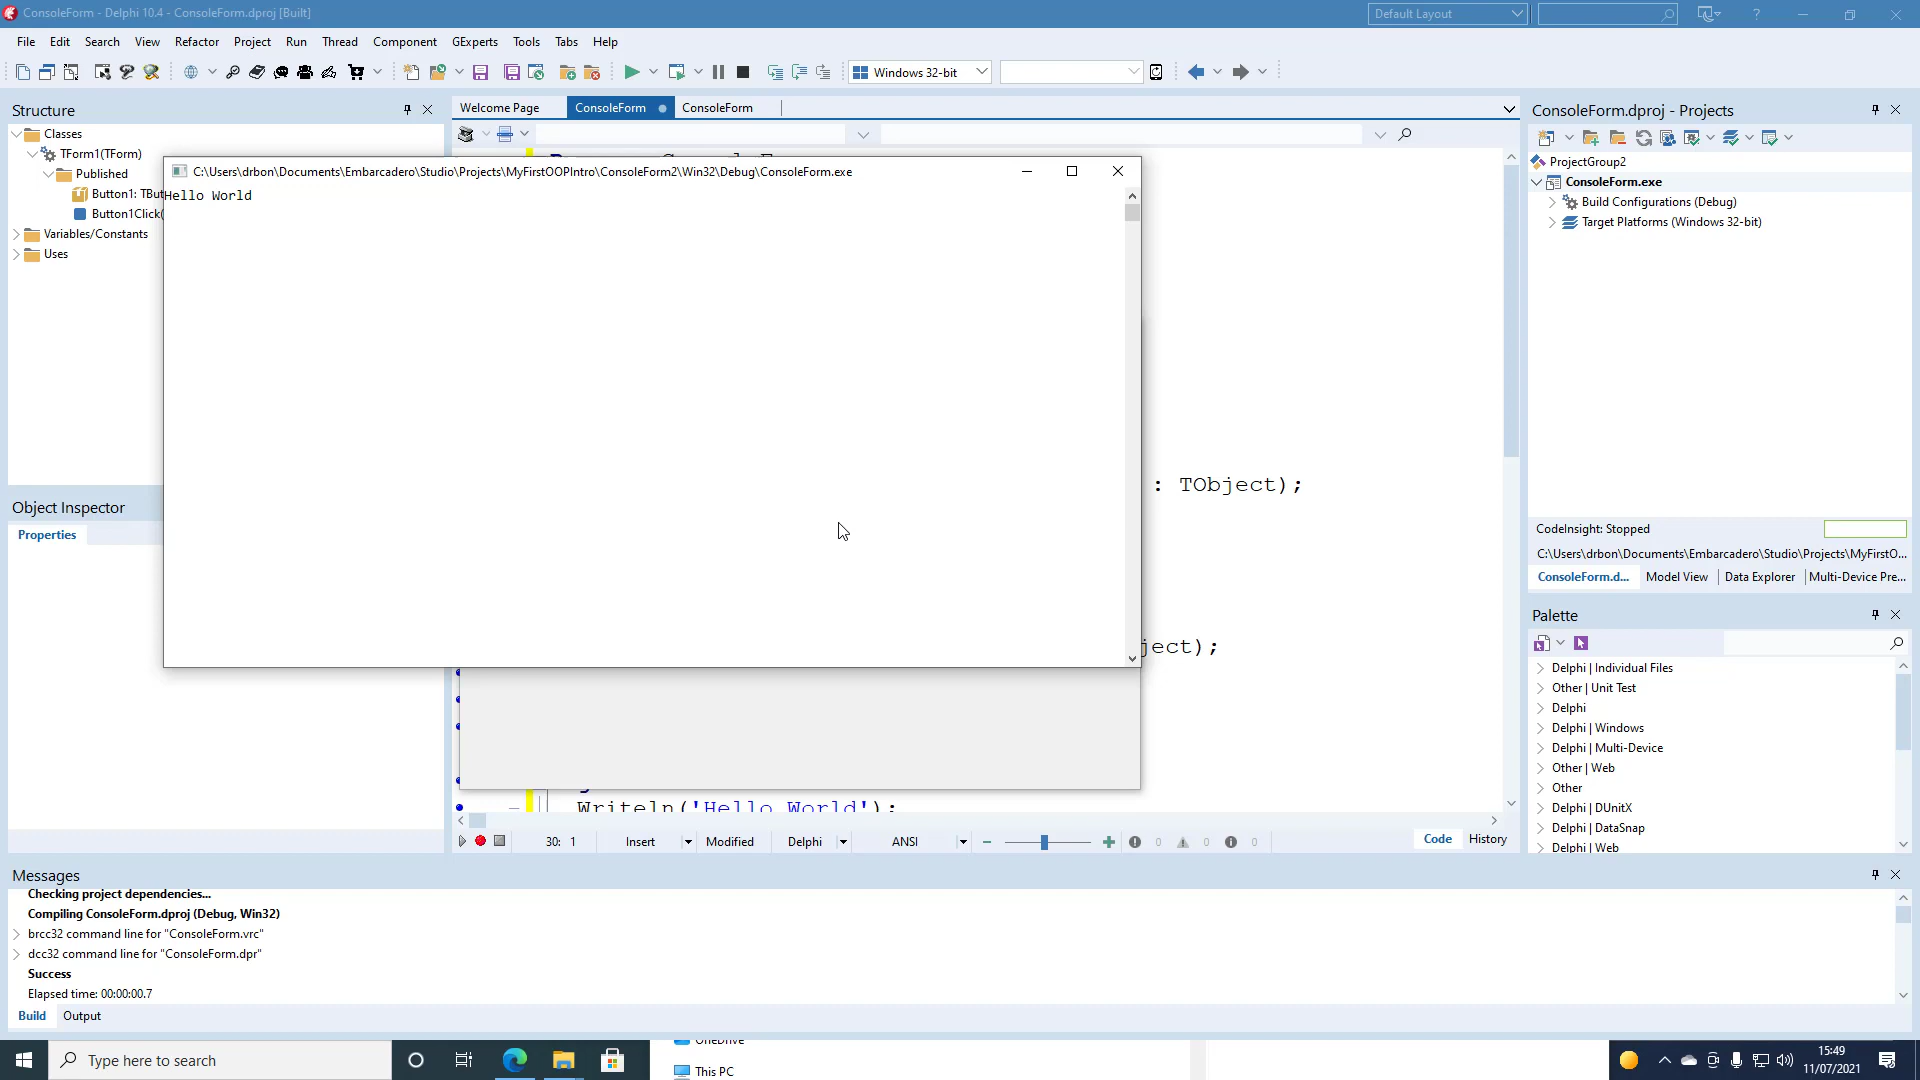 ConsoleForm - Delphi 10.4 - ConsoleForm.dproj [Built]
Default Layout
File Edit Search View Refactor Project Run Thread Component GExperts Tools Tabs Help
Windows 32-bit
Structure
Classes
TForm1(TForm)
Published
Button1: TBut
Button1Click(
Variables/Constants
Uses
Object Inspector
Properties
Welcome Page ConsoleForm ConsoleForm
C:\Users\drbon\Documents\Embarcadero\Studio\Projects\MyFirstOOPIntro\ConsoleForm2\Win32\Debug\ConsoleForm.exe
Hello World
: TObject);
ject);
Writeln('Hello World');
30: 1 Insert Modified Delphi ANSI 0 0 0
Code History
ConsoleForm.dproj - Projects
ProjectGroup2
ConsoleForm.exe
Build Configurations (Debug)
Target Platforms (Windows 32-bit)
CodeInsight: Stopped
C:\Users\drbon\Documents\Embarcadero\Studio\Projects\MyFirstO...
ConsoleForm.d... Model View Data Explorer Multi-Device Pre...
Palette
Delphi | Individual Files
Other | Unit Test
Delphi
Delphi | Windows
Delphi | Multi-Device
Other | Web
Other
Delphi | DUnitX
Delphi | DataSnap
Delphi | Web
Messages
Checking project dependencies...
Compiling ConsoleForm.dproj (Debug, Win32)
brcc32 command line for "ConsoleForm.vrc"
dcc32 command line for "ConsoleForm.dpr"
Success
Elapsed time: 00:00:00.7
Build Output
Type here to search
OneDrive
This PC
15:49
11/07/2021